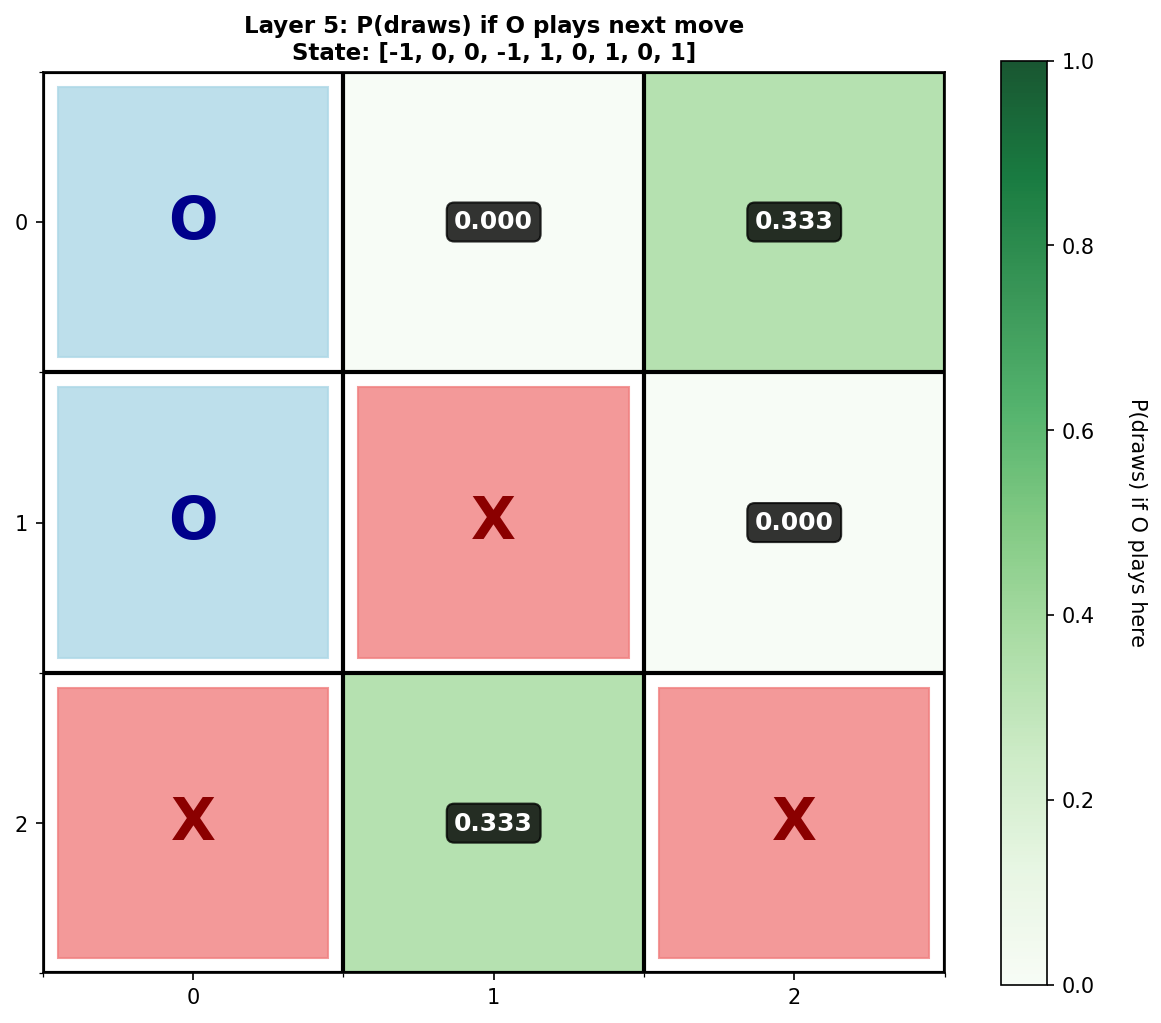 Layer 5: P(draws) if O plays next move
State: [-1, 0, 0, -1, 1, 0, 1, 0, 1]
0 O 0.000 0.333
1 O X 0.000
2 X 0.333 X
0 1 2
1.0
0.8
0.6
0.4
0.2
0.0
P(draws) if O plays here